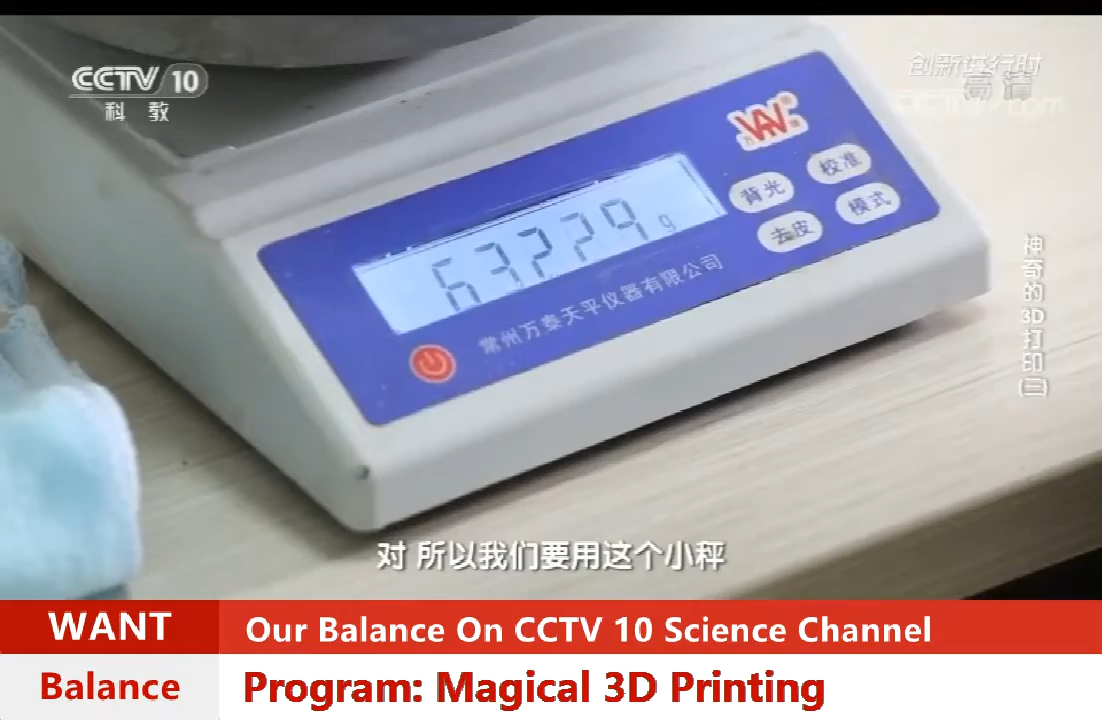 CCTV 10
科教
创新进行时
高清
CCTV.com
校准
背光
模式
去皮
常州万泰天平仪器有限公司
神奇的3D打印(三)
对 所以我们要用这个小秤
WANT
Our Balance On CCTV 10 Science Channel
Balance
Program: Magical 3D Printing